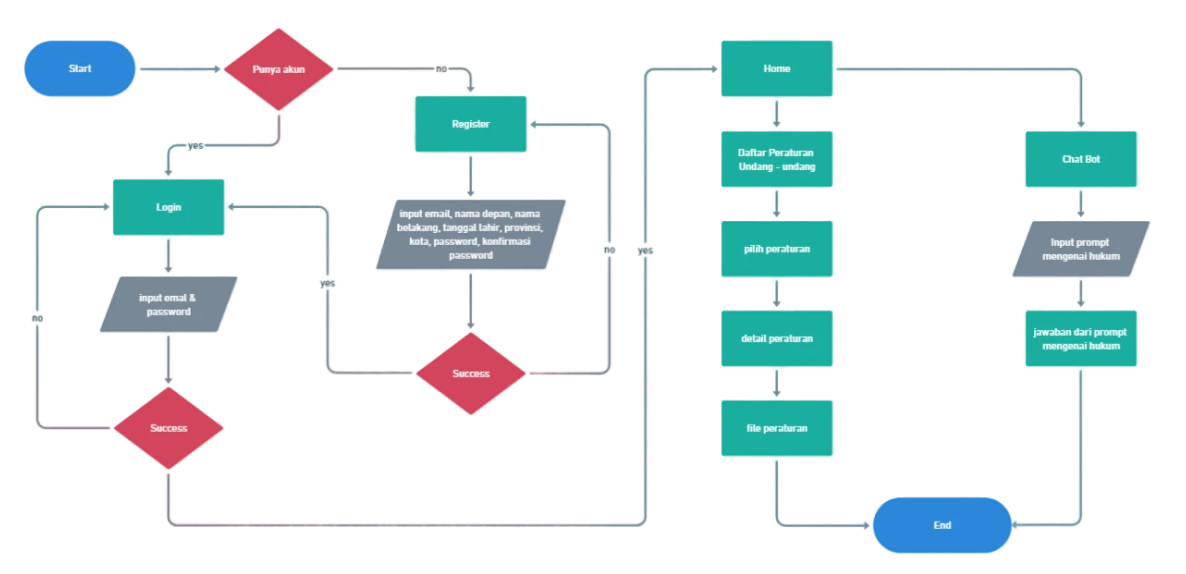 Start
Punya akun
no
yes
Register
Login
input email, nama depan, nama
belakang, tanggal lahir, provinsi,
kota, password, konfirmasi
password
input emal &
password
no
yes
no
yes
Success
Success
Home
Daftar Peraturan
Undang - undang
pilih peraturan
detail peraturan
file peraturan
Chat Bot
Input prompt
mengenai hukum
jawaban dari prompt
mengenai hukum
End